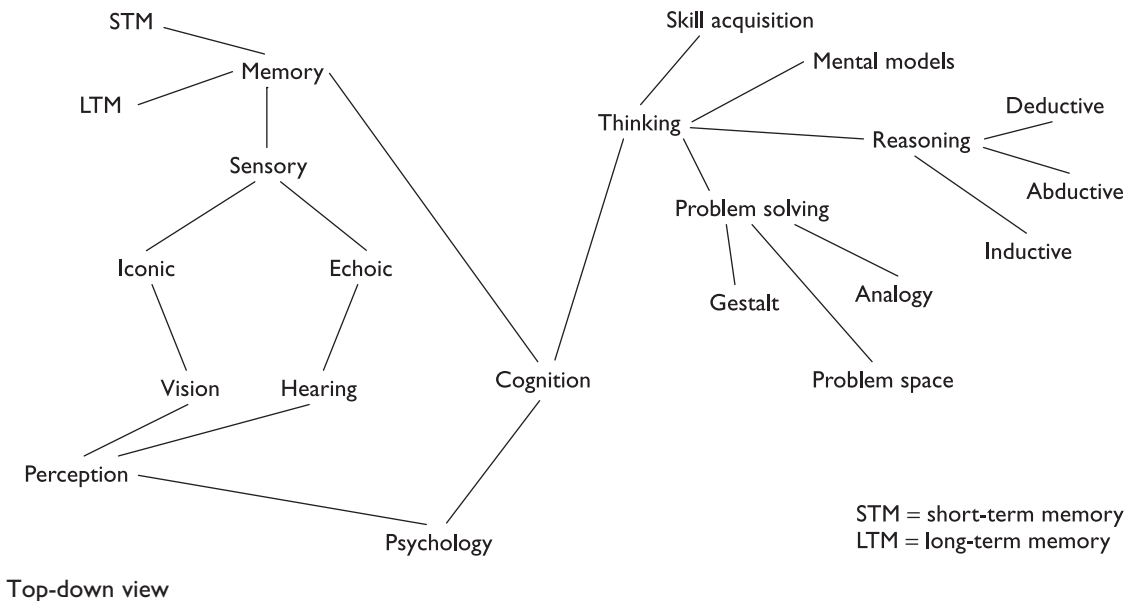 STM
Skill acquisition
Memory
Mental models
LTM
Deductive
Thinking
Reasoning
Sensory
Abductive
Problem solving
Inductive
Iconic
Echoic
Gestalt
Analogy
Vision
Hearing
Cognition
Problem space
Perception
STM = short-term memory
LTM = long-term memory
Psychology
Top-down view